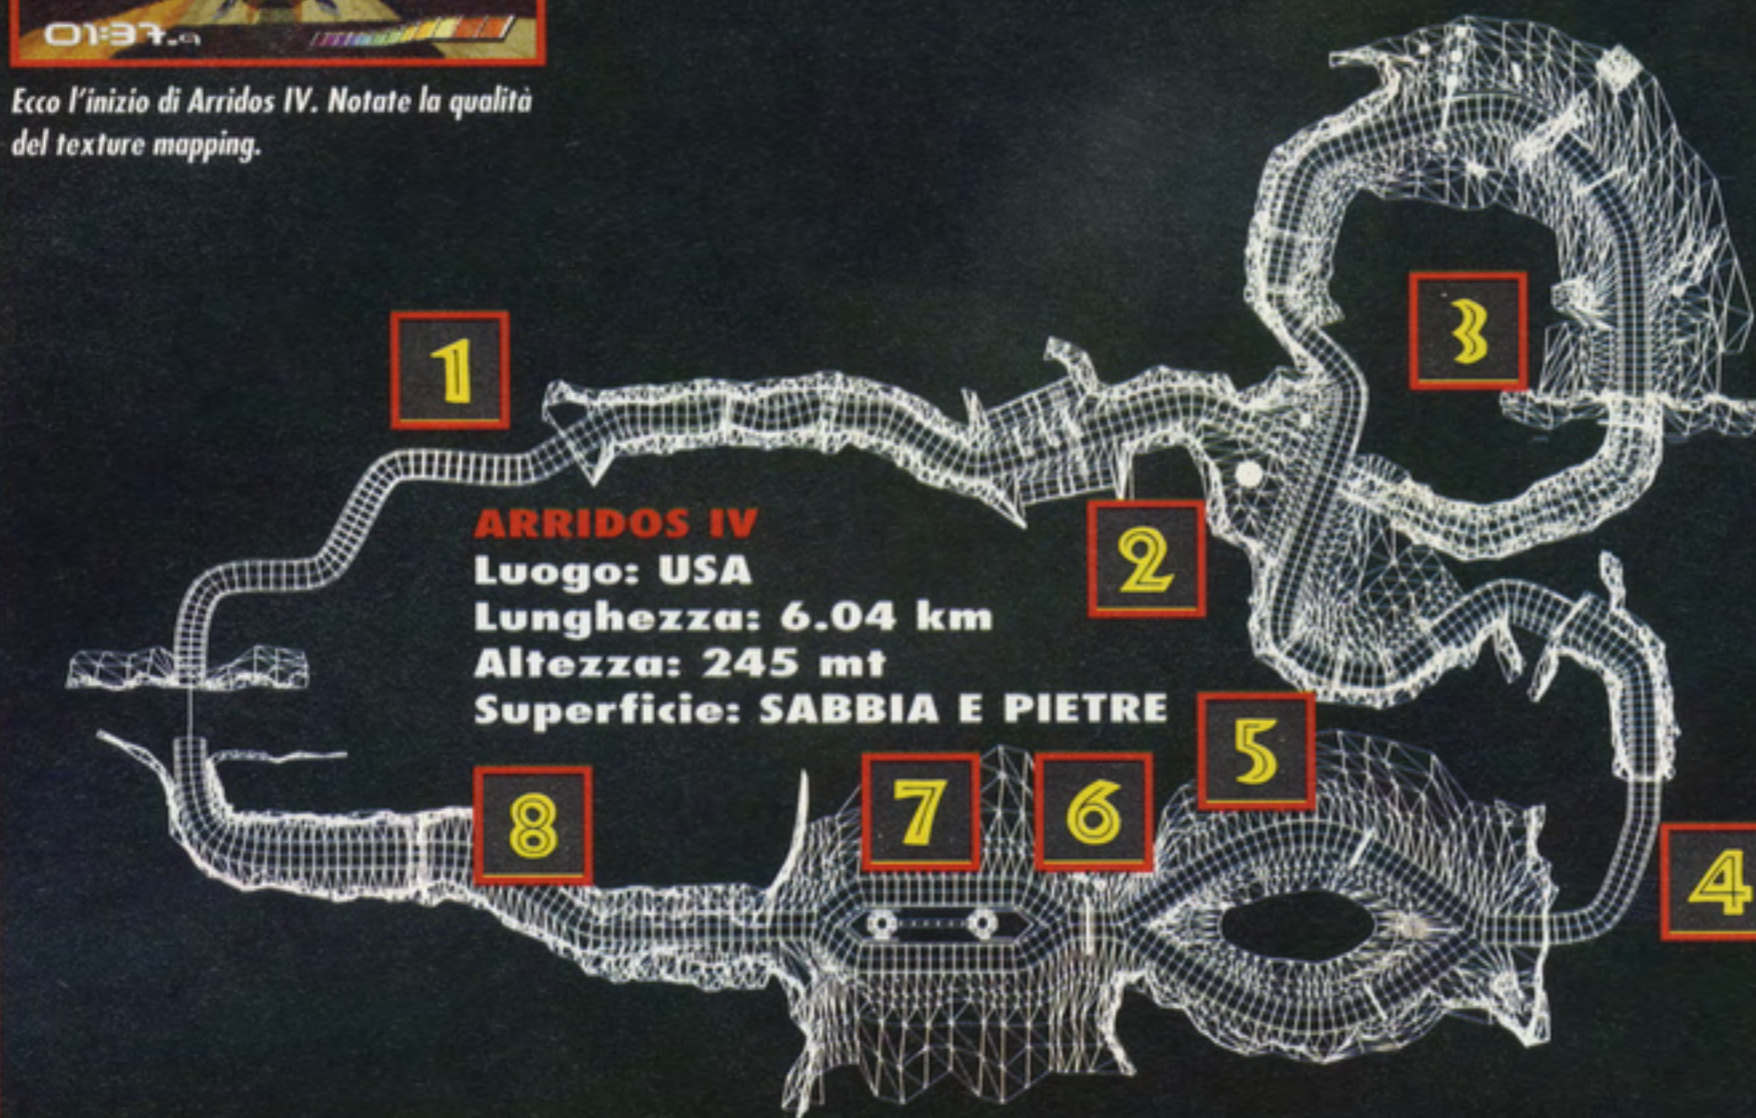 01:37.9
Ecco l'inizio di Arridos IV. Notate la qualità
del texture mapping.
1
3
ARRIDOS IV
Luogo: USA
2
Lunghezza: 6.04 km
Altezza: 245 mt
Superficie: SABBIA E PIETRE
5
7
6
8
4